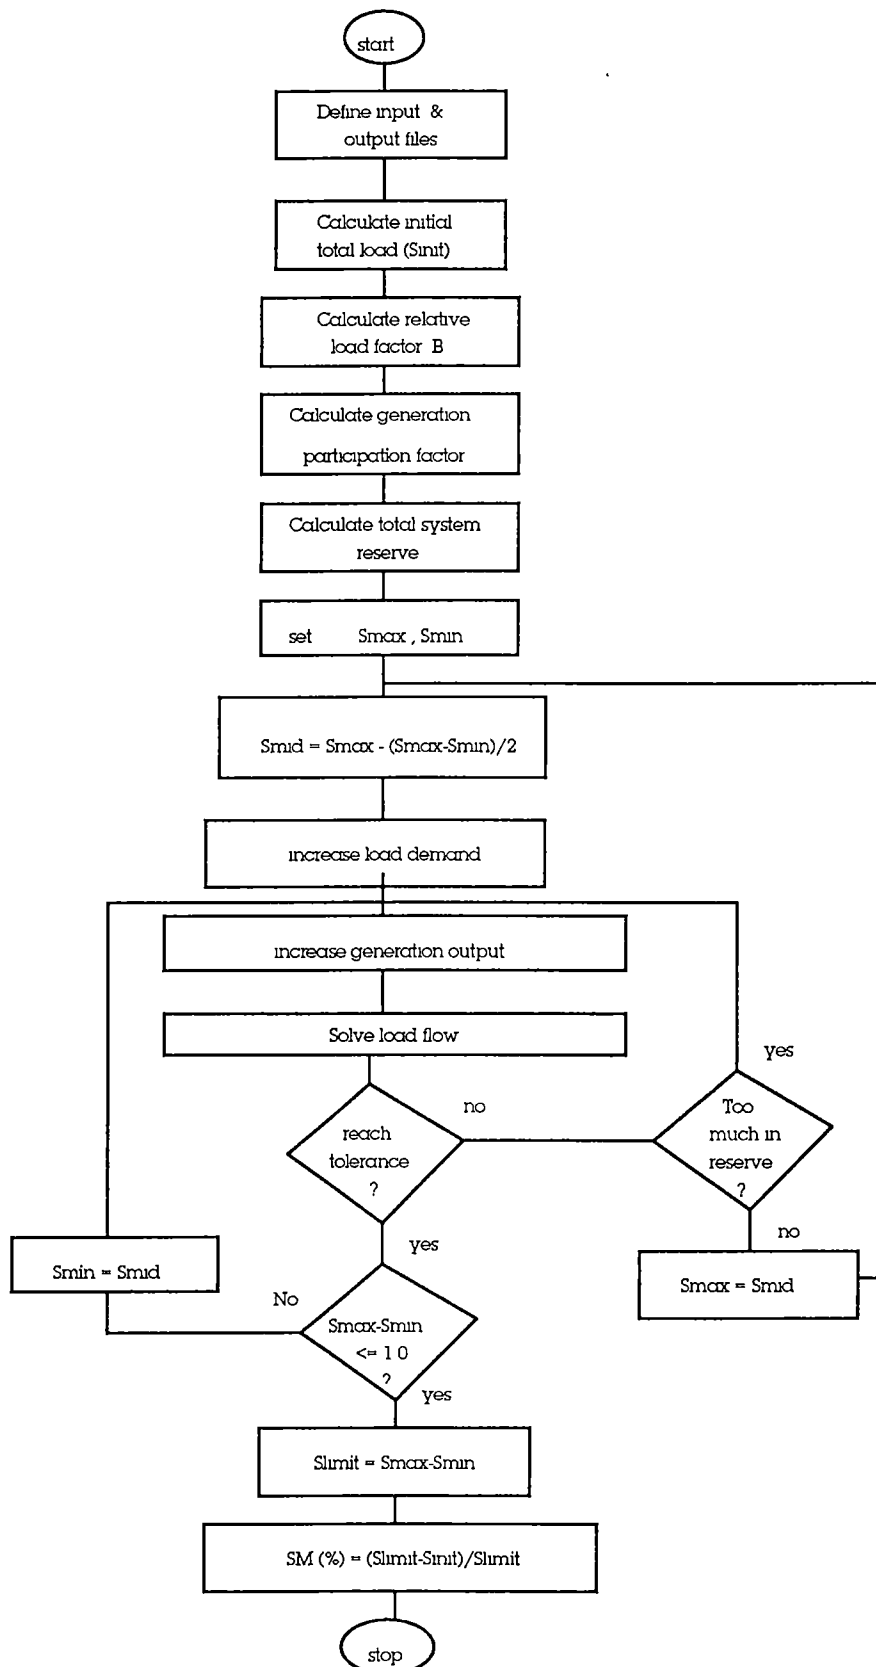 start
Define input &
output files
Calculate initial
total load (Sinit)
Calculate relative
load factor B
Calculate generation
participation factor
Calculate total system
reserve
set Smax , Smin
Smid = Smax - (Smax-Smin)/2
increase load demand
increase generation output
Solve load flow
yes
no
Too
much in
reserve
?
reach
tolerance
?
no
yes
Smin = Smid
Smax = Smid
No
Smax-Smin
<= 1 0
?
yes
Slimit = Smax-Smin
SM (%) = (Slimit-Sinit)/Slimit
stop